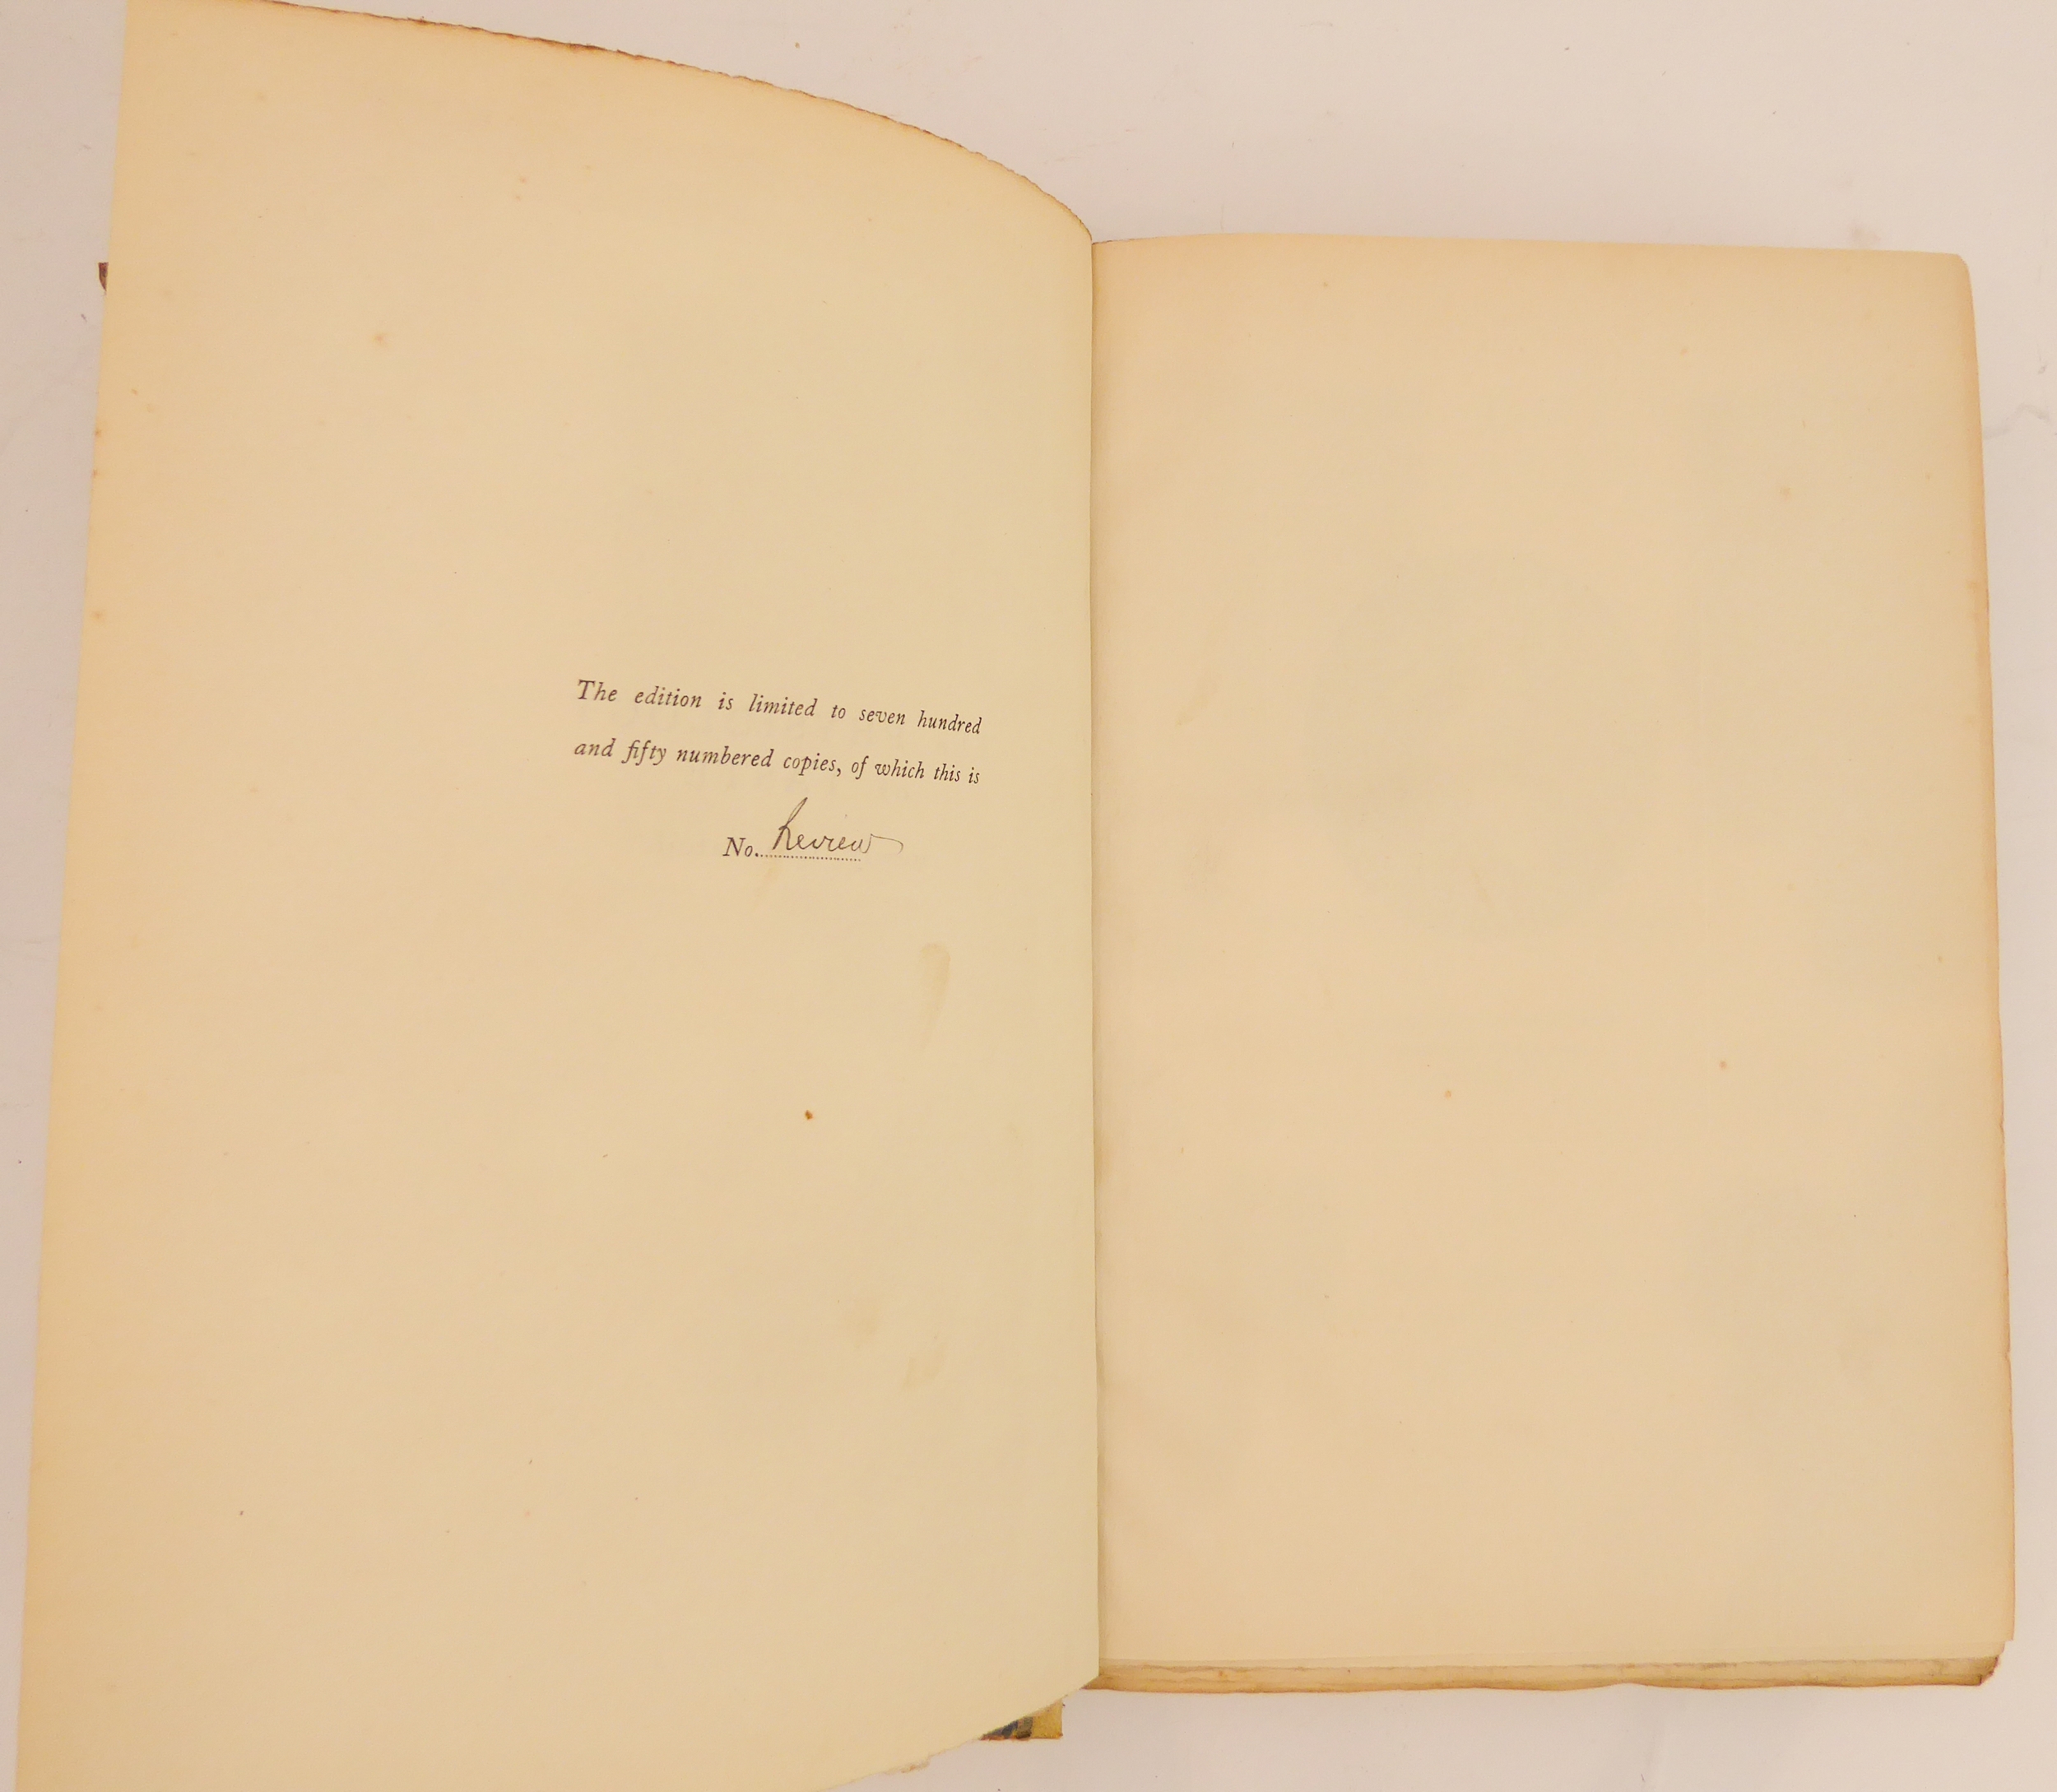 The edition is limited to seven hundred
and fifty numbered copies, of which this is
No. Review